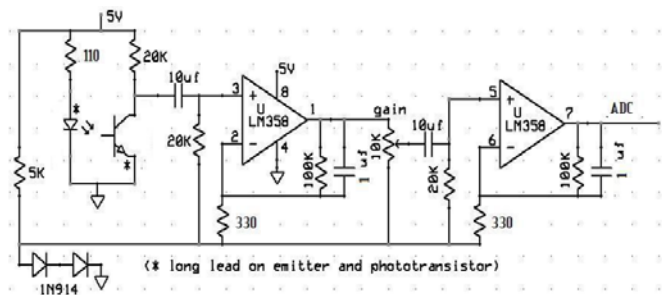 5V
110
20K
10uf
3
+
5V
8
U
LM358
1
2
-
4
*
*
20K
5K
330
100K
1 uf
gain
10K
10uf
20K
5
+
U
LM358
7
ADC
6
-
100K
1 uf
330
1N914
(* long lead on emitter and phototransistor)